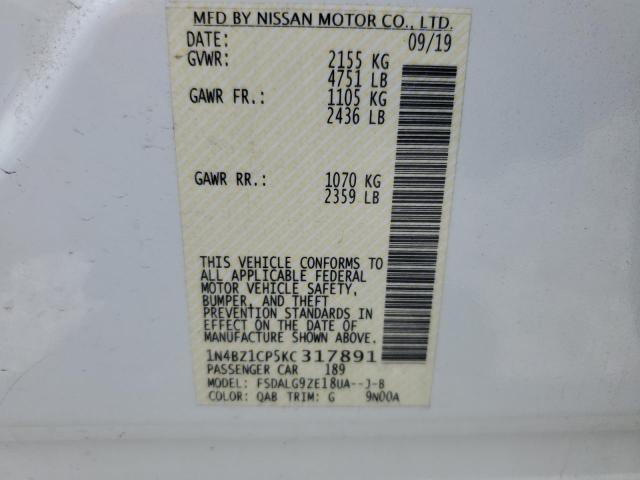 MFD BY NISSAN MOTOR CO., LTD.
DATE: 09/19
GVWR: 2155 KG
4751 LB
GAWR FR.: 1105 KG
2436 LB
GAWR RR.: 1070 KG
2359 LB
THIS VEHICLE CONFORMS TO
ALL APPLICABLE FEDERAL
MOTOR VEHICLE SAFETY,
BUMPER, AND THEFT
PREVENTION STANDARDS IN
EFFECT ON THE DATE OF
MANUFACTURE SHOWN ABOVE.
1N4BZ1CP5KC317891
PASSENGER CAR 189
MODEL: FSDALG9ZE18UA--J-B
COLOR: QAB TRIM: G 9N00A